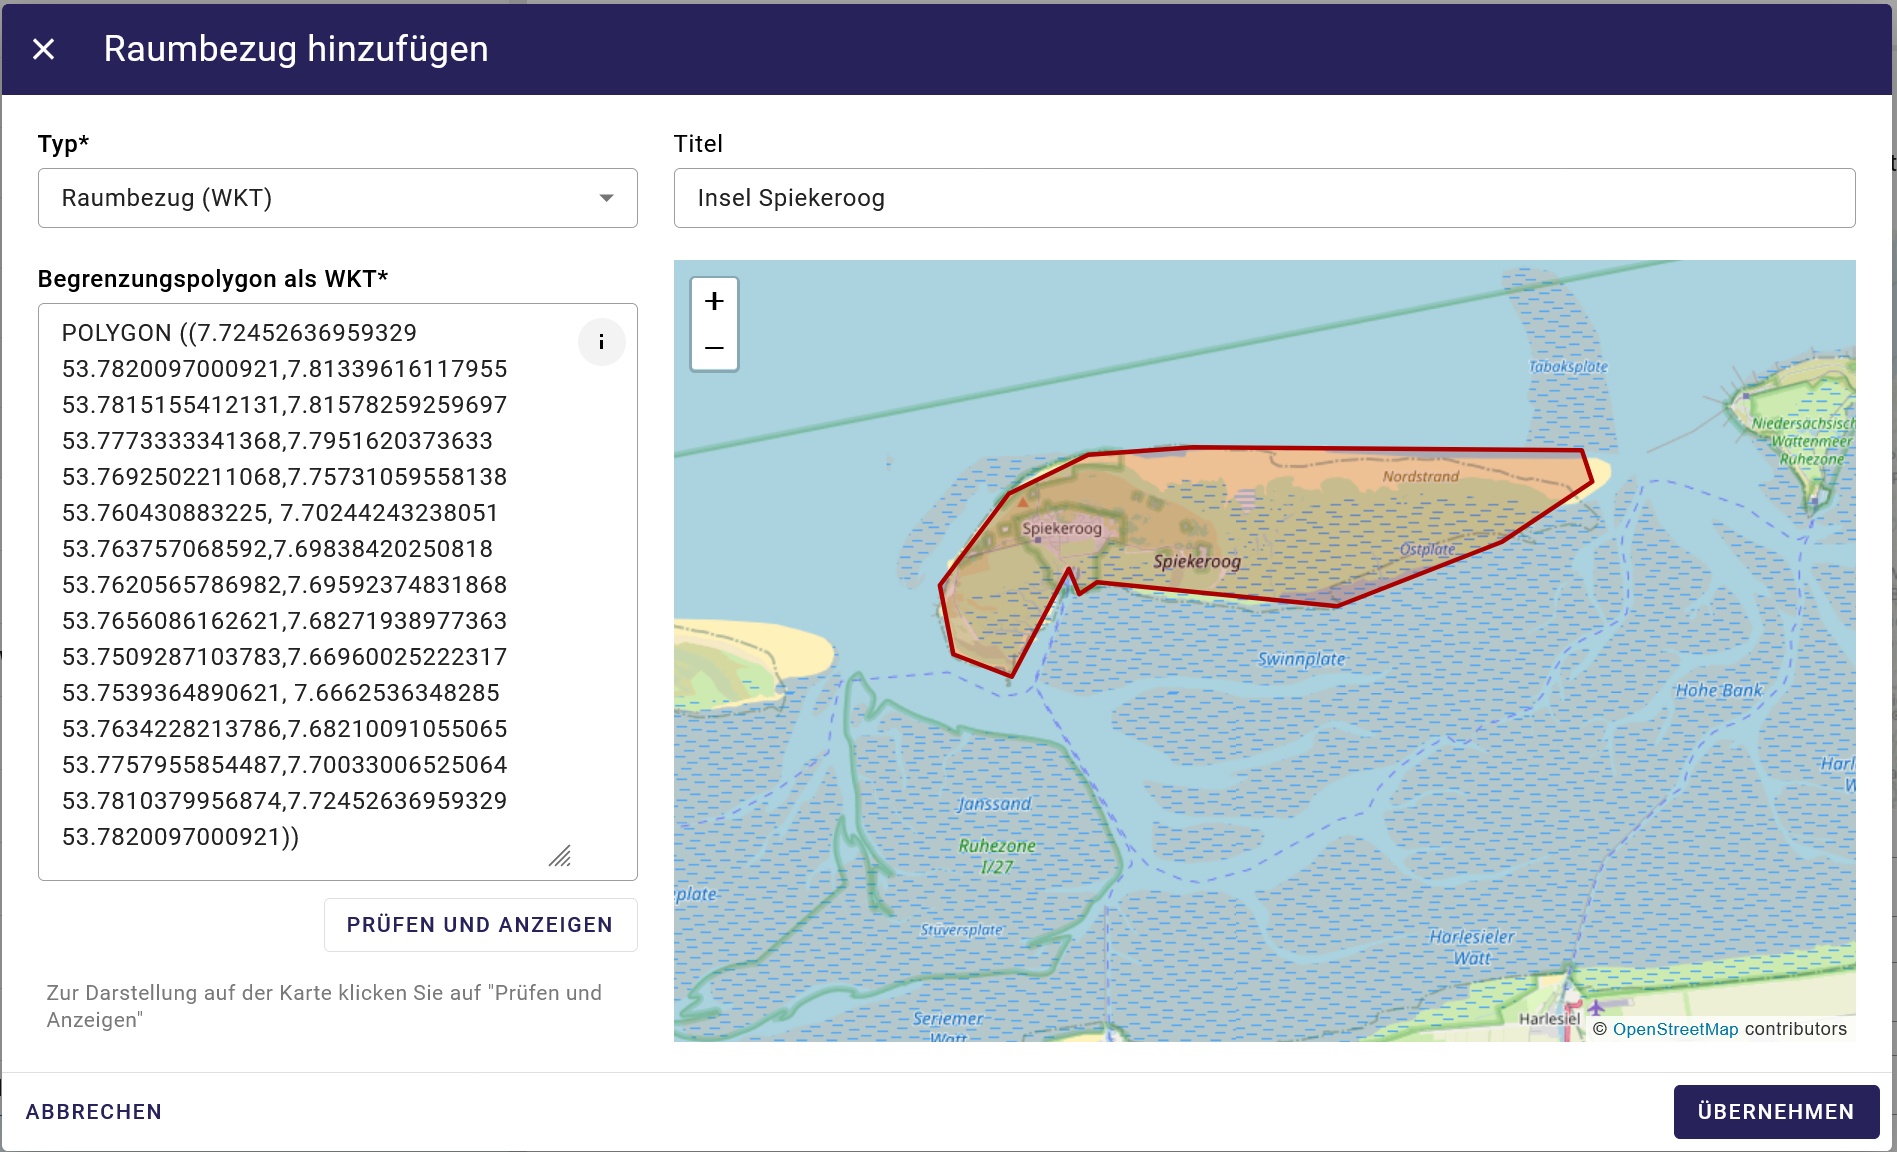 Raumbezug hinzufügen
Typ*
Raumbezug (WKT)
Titel
Insel Spiekeroog
Begrenzungspolygon als WKT*
POLYGON ((7.72452636959329
53.7820097000921,7.81339616117955
53.7815155412131,7.81578259259697
53.7773333341368,7.7951620373633
53.7692502211068,7.75731059558138
53.760430883225, 7.70244243238051
53.763757068592,7.69838420250818
53.7620565786982,7.69592374831868
53.7656086162621,7.68271938977363
53.7509287103783,7.66960025222317
53.7539364890621, 7.6662536348285
53.7634228213786,7.68210091055065
53.7757955854487,7.70033006525064
53.7810379956874,7.72452636959329
53.7820097000921))
i
PRÜFEN UND ANZEIGEN
Zur Darstellung auf der Karte klicken Sie auf "Prüfen und
Anzeigen"
+
−
Tabaksplate
Niedersächsisch
Wattenmeer
Ruhezone
Nordstrand
Spiekeroog
Ostplate
Spiekeroog
Swinnplate
Hohe Bank
Harl
W
Janssand
Ruhezone
I/27
plate
Stüversplate
Harlesieler
Watt
Seriemer
Watt
Harlesiel
© OpenStreetMap contributors
ABBRECHEN
ÜBERNEHMEN